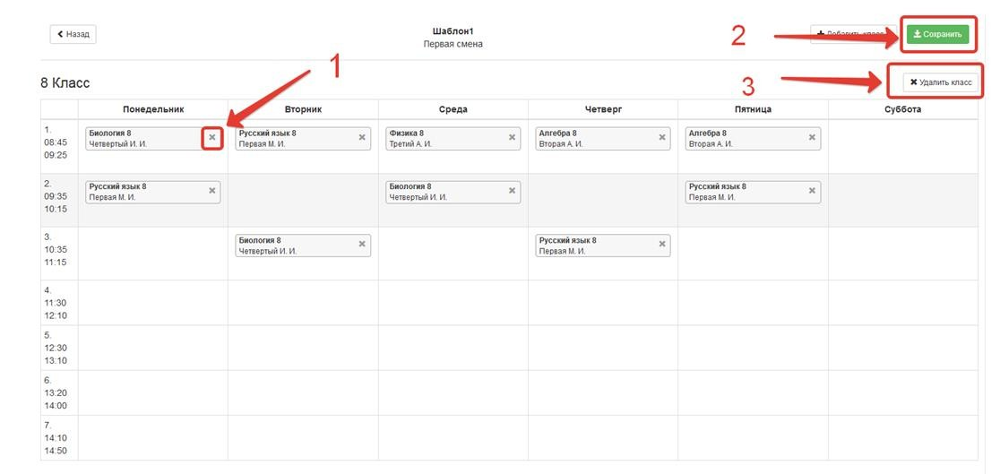 Назад
Шаблон1
Первая смена
2
Добавить класс
Сохранить
1
3
8 Класс
Удалить класс
Понедельник Вторник Среда Четверг Пятница Суббота
1.
08:45
09:25
Биология 8
Четвертый И. И.
Русский язык 8
Первая М. И.
Физика 8
Третий А. И.
Алгебра 8
Вторая А. И.
Алгебра 8
Вторая А. И.
2.
09:35
10:15
Русский язык 8
Первая М. И.
Биология 8
Четвертый И. И.
Русский язык 8
Первая М. И.
3.
10:35
11:15
Биология 8
Четвертый И. И.
Русский язык 8
Первая М. И.
4.
11:30
12:10
5.
12:30
13:10
6.
13:20
14:00
7.
14:10
14:50